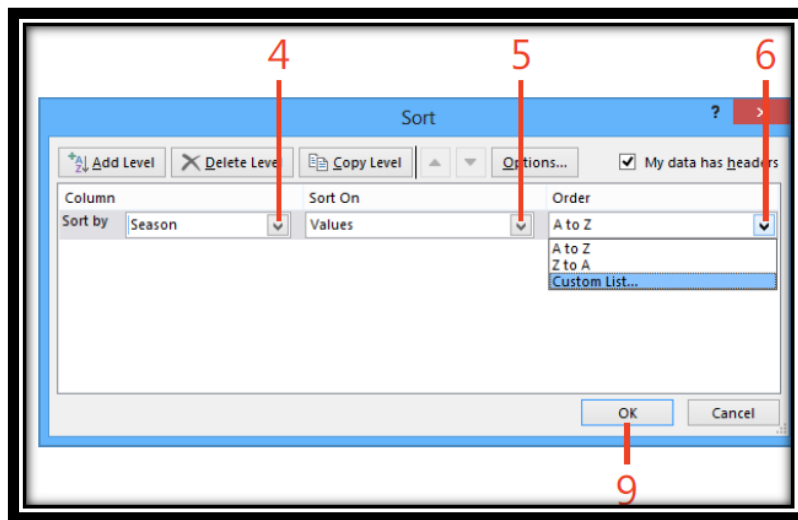 4 5 6
Sort ?
Add Level Delete Level Copy Level Options... My data has headers
Column Sort On Order
Sort by Season Values A to Z
A to Z
Z to A
Custom List...
OK Cancel
9